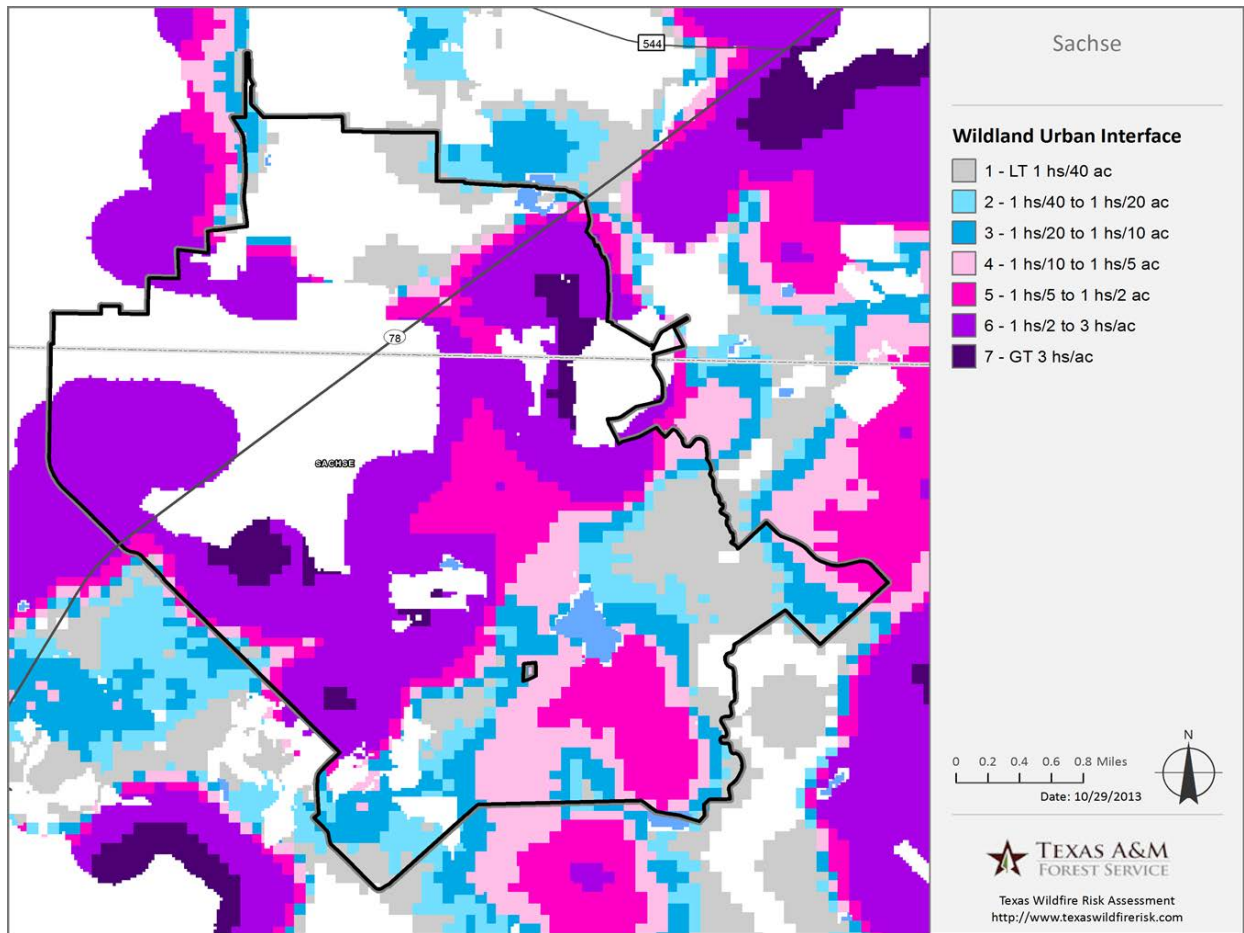 544
78
SACHSE
Sachse
Wildland Urban Interface
1 - LT 1 hs/40 ac
2 - 1 hs/40 to 1 hs/20 ac
3 - 1 hs/20 to 1 hs/10 ac
4 - 1 hs/10 to 1 hs/5 ac
5 - 1 hs/5 to 1 hs/2 ac
6 - 1 hs/2 to 3 hs/ac
7 - GT 3 hs/ac
N
0 0.2 0.4 0.6 0.8 Miles
Date: 10/29/2013
TEXAS A&M
FOREST SERVICE
Texas Wildfire Risk Assessment
http://www.texaswildfirerisk.com